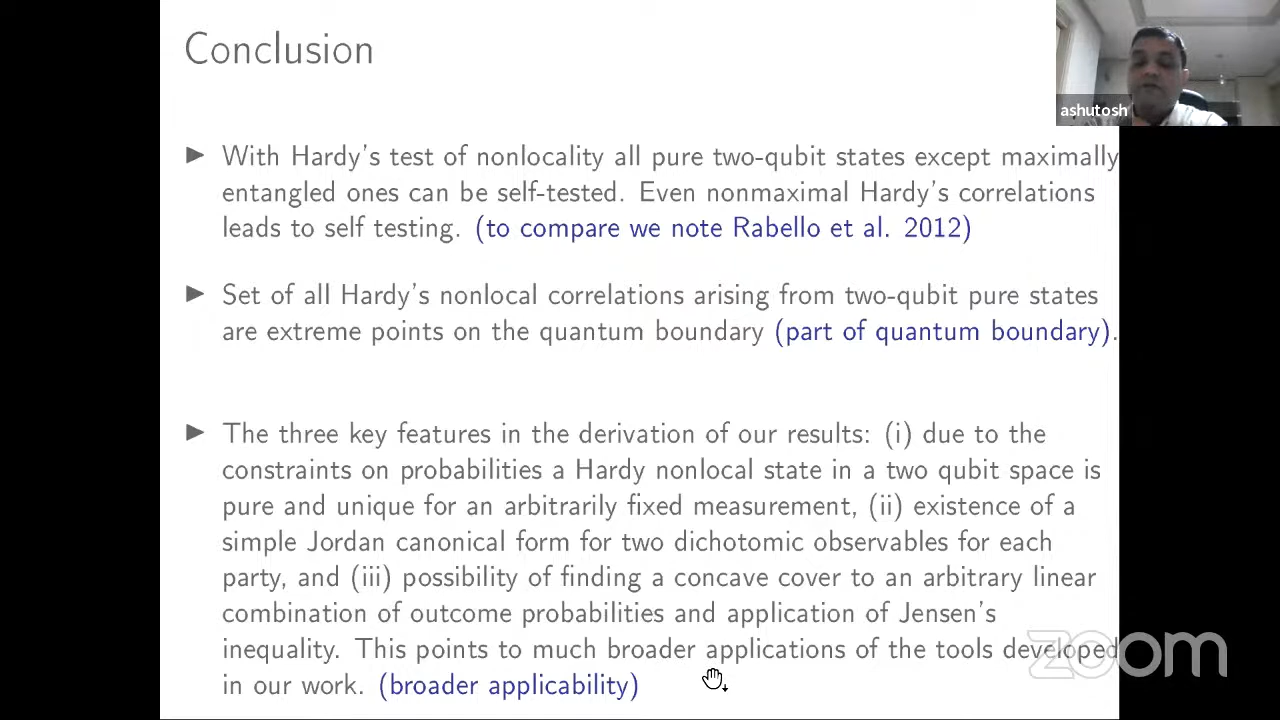 Conclusion
ashutosh
▶ With Hardy's test of nonlocality all pure two-qubit states except maximally
entangled ones can be self-tested. Even nonmaximal Hardy's correlations
leads to self testing. (to compare we note Rabello et al. 2012)
▶ Set of all Hardy's nonlocal correlations arising from two-qubit pure states
are extreme points on the quantum boundary (part of quantum boundary).
▶ The three key features in the derivation of our results: (i) due to the
constraints on probabilities a Hardy nonlocal state in a two qubit space is
pure and unique for an arbitrarily fixed measurement, (ii) existence of a
simple Jordan canonical form for two dichotomic observables for each
party, and (iii) possibility of finding a concave cover to an arbitrary linear
combination of outcome probabilities and application of Jensen's
inequality. This points to much broader applications of the tools developed
in our work. (broader applicability)
zoom